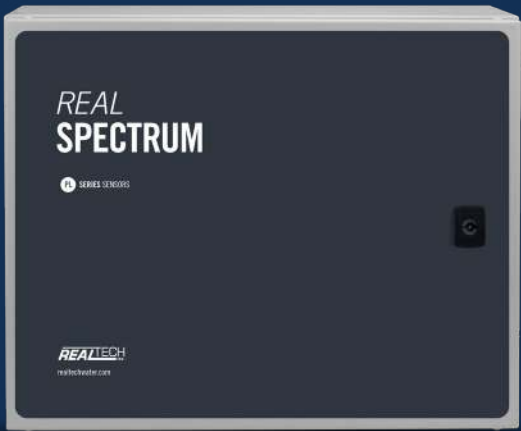 REAL
SPECTRUM
PL SERIES SENSORS
REALTECH
realtechwater.com